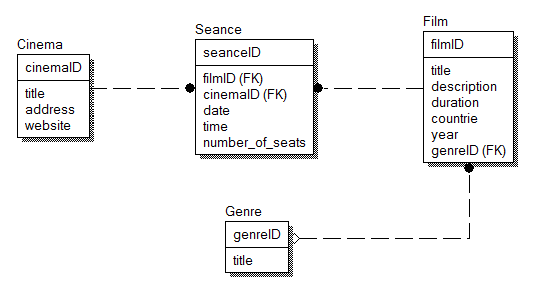 Cinema
cinemaID
title
address
website
Seance
seanceID
filmID (FK)
cinemaID (FK)
date
time
number_of_seats
Film
filmID
title
description
duration
countrie
year
genreID (FK)
Genre
genreID
title